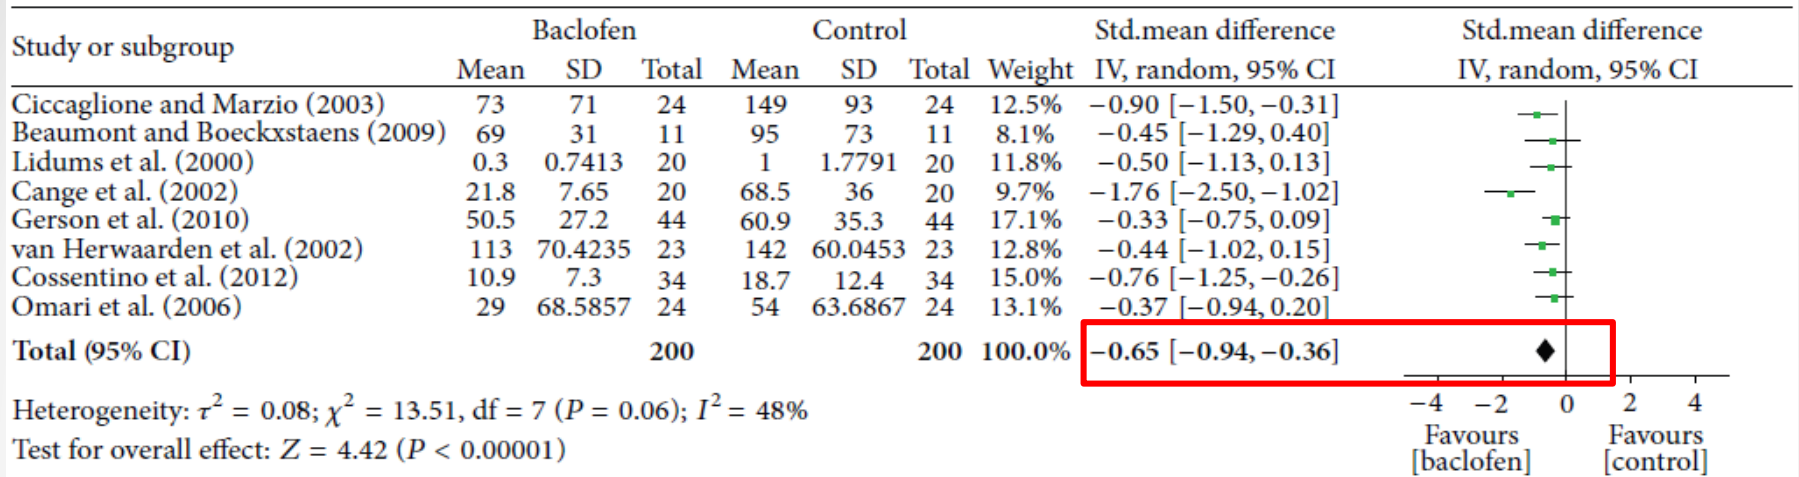 Baclofen Control Std.mean difference Std.mean difference
Study or subgroup
Mean SD Total Mean SD Total Weight IV, random, 95% CI IV, random, 95% CI
Ciccaglione and Marzio (2003) 73 71 24 149 93 24 12.5% −0.90 [−1.50, −0.31]
Beaumont and Boeckxstaens (2009) 69 31 11 95 73 11 8.1% −0.45 [−1.29, 0.40]
Lidums et al. (2000) 0.3 0.7413 20 1 1.7791 20 11.8% −0.50 [−1.13, 0.13]
Cange et al. (2002) 21.8 7.65 20 68.5 36 20 9.7% −1.76 [−2.50, −1.02]
Gerson et al. (2010) 50.5 27.2 44 60.9 35.3 44 17.1% −0.33 [−0.75, 0.09]
van Herwaarden et al. (2002) 113 70.4235 23 142 60.0453 23 12.8% −0.44 [−1.02, 0.15]
Cossentino et al. (2012) 10.9 7.3 34 18.7 12.4 34 15.0% −0.76 [−1.25, −0.26]
Omari et al. (2006) 29 68.5857 24 54 63.6867 24 13.1% −0.37 [−0.94, 0.20]
Total (95% CI) 200 200 100.0% −0.65 [−0.94, −0.36]
−4 −2 0 2 4
Heterogeneity: τ² = 0.08; χ² = 13.51, df = 7 (P = 0.06); I² = 48%
Favours Favours
Test for overall effect: Z = 4.42 (P < 0.00001)
[baclofen] [control]